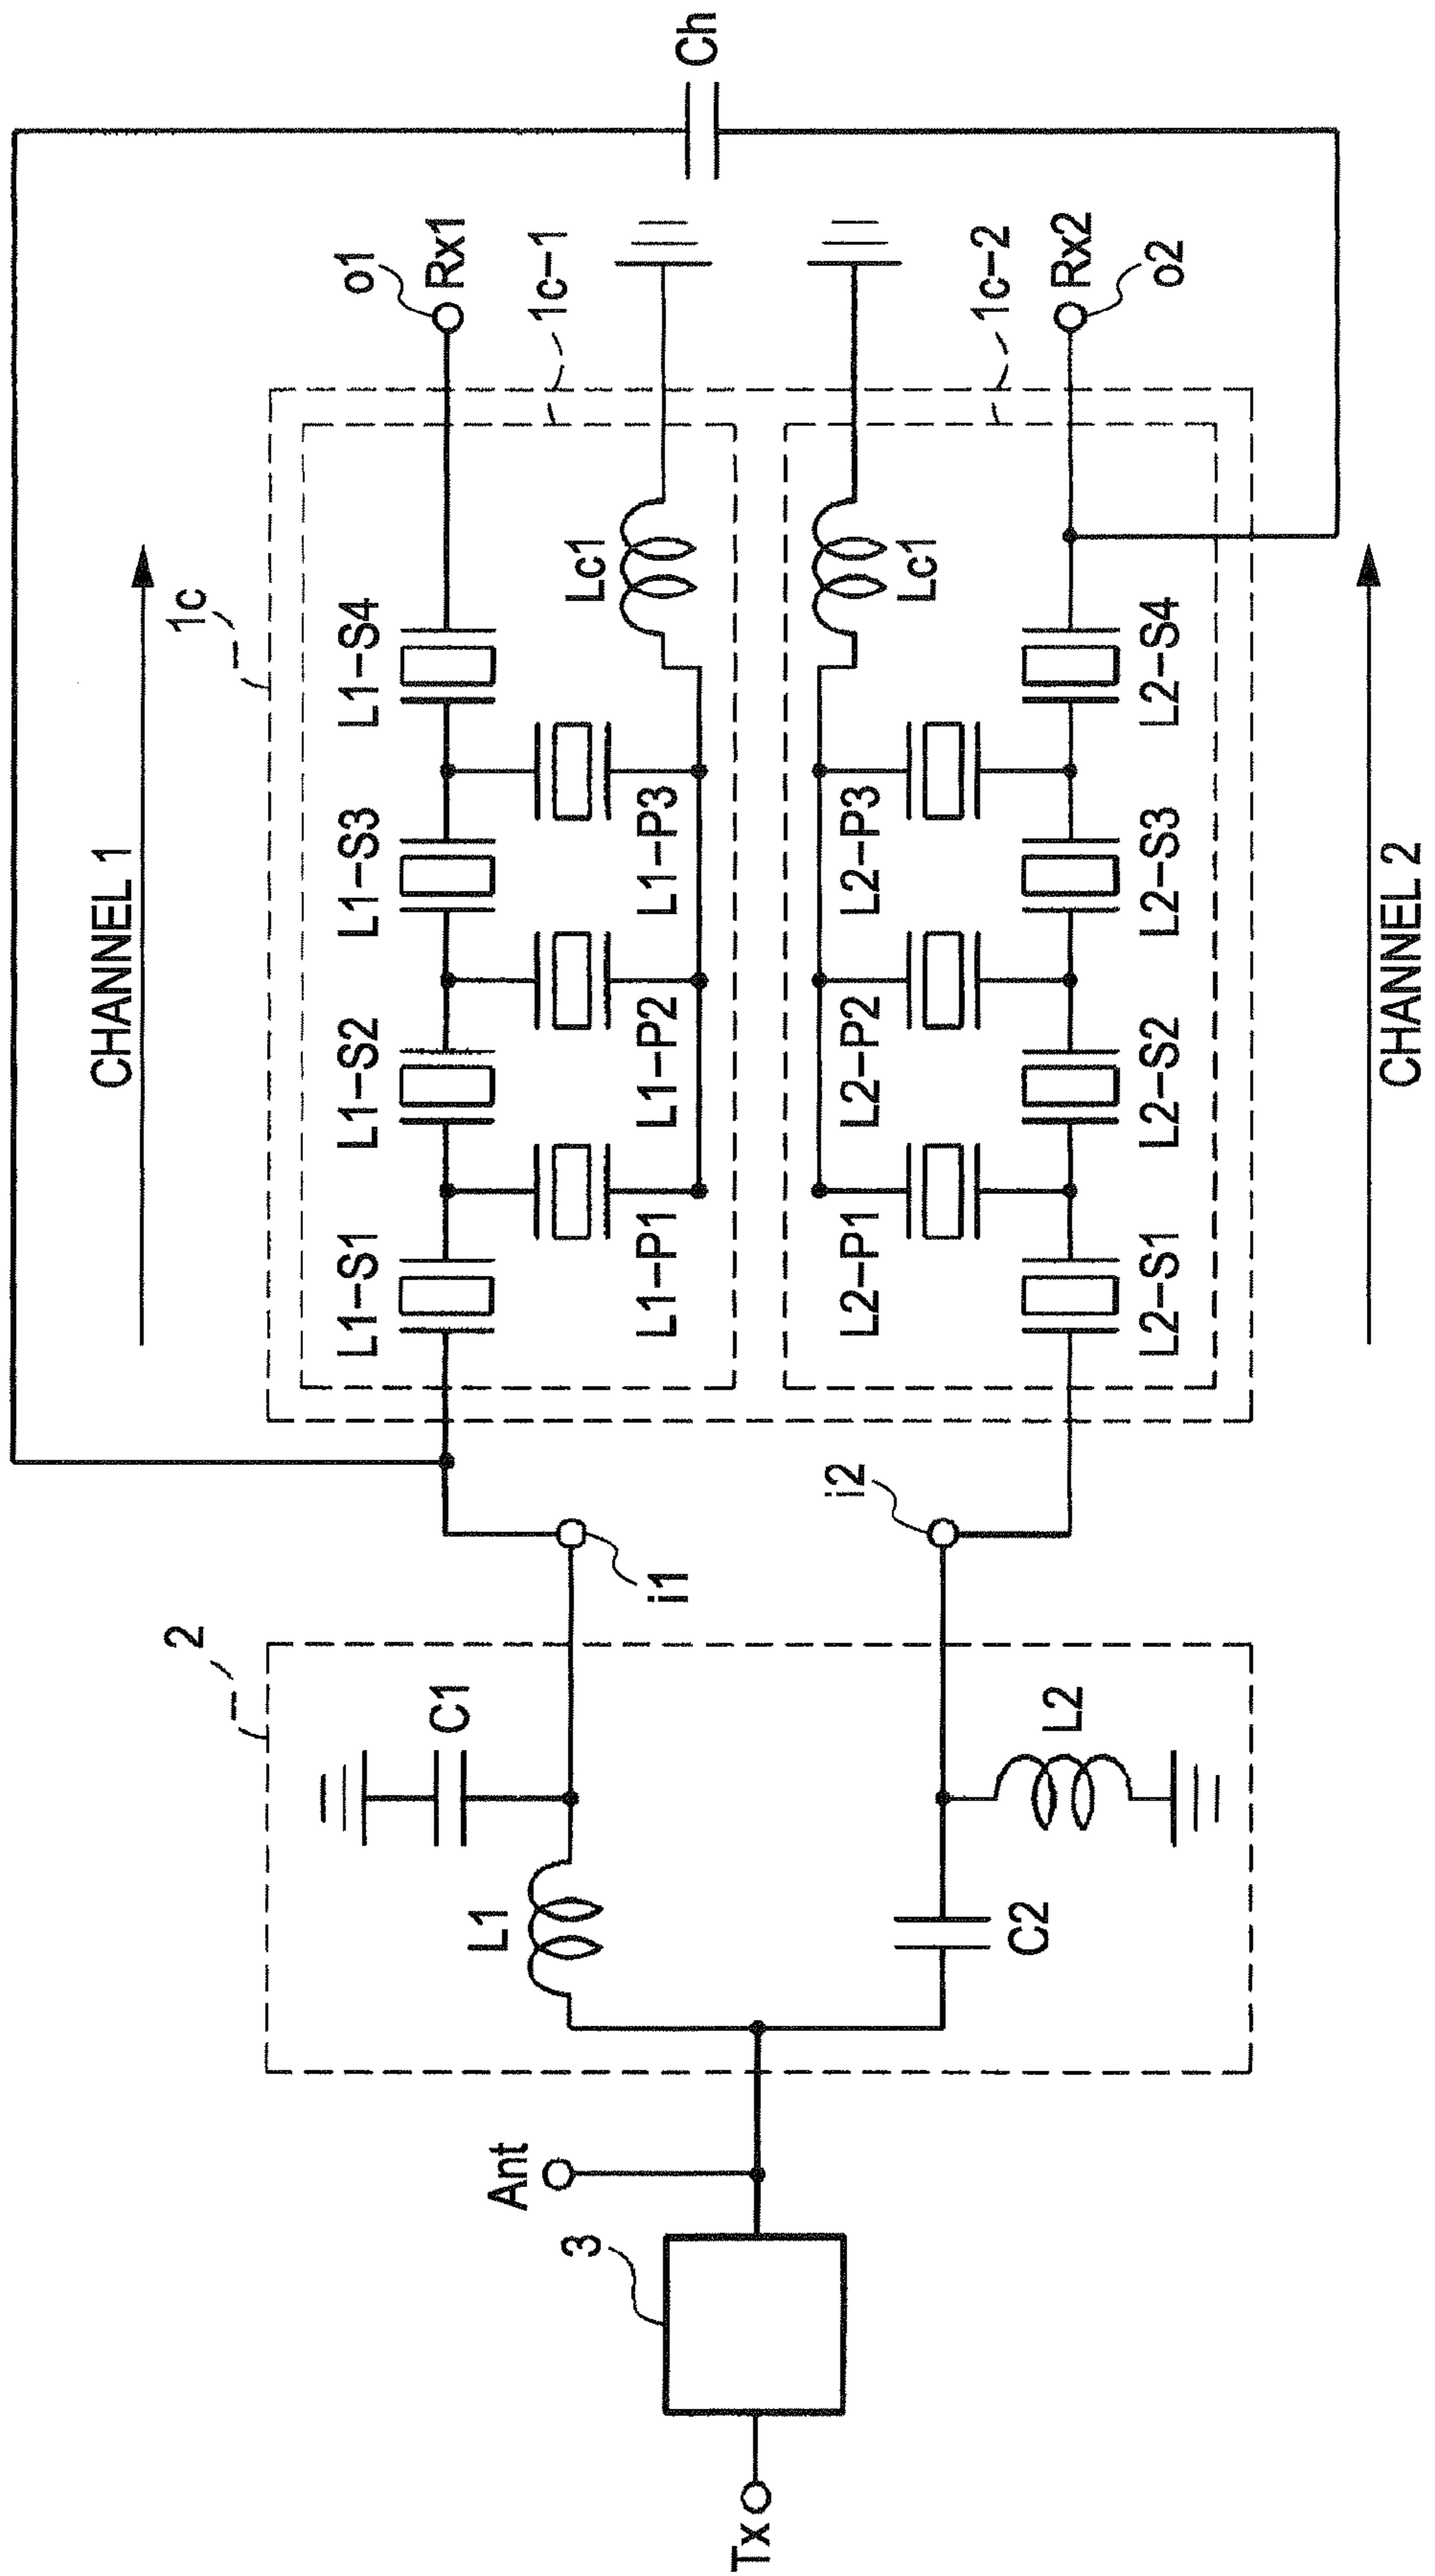 CHANNEL 1
1c
L1–S1
L1–S2
L1–S3
L1–S4
o1
Rx1
1c–1
Lc1
L1–P1
L1–P2
L1–P3
Ch
L2–P1
L2–P2
L2–P3
Lc1
1c–2
Rx2
o2
L2–S1
L2–S2
L2–S3
L2–S4
CHANNEL 2
2
C1
L1
i1
i2
C2
L2
Ant
3
Tx